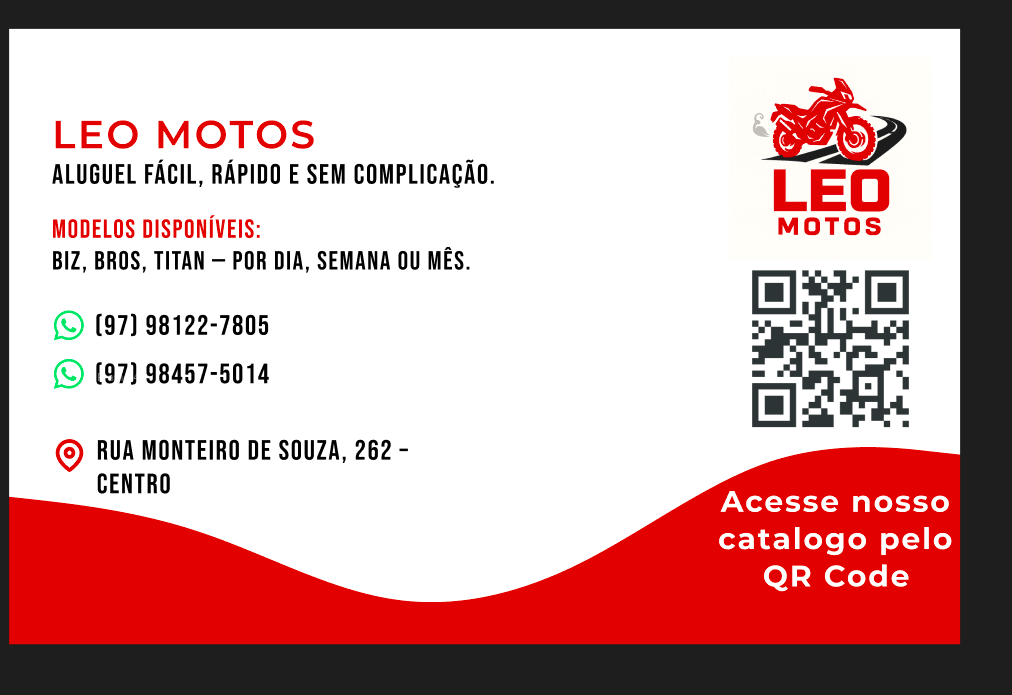 LEO MOTOS
ALUGUEL FÁCIL, RÁPIDO E SEM COMPLICAÇÃO.
MODELOS DISPONÍVEIS:
BIZ, BROS, TITAN – POR DIA, SEMANA OU MÊS.
(97) 98122-7805
(97) 98457-5014
RUA MONTEIRO DE SOUZA, 262 –
CENTRO
LEO
MOTOS
Acesse nosso
catalogo pelo
QR Code